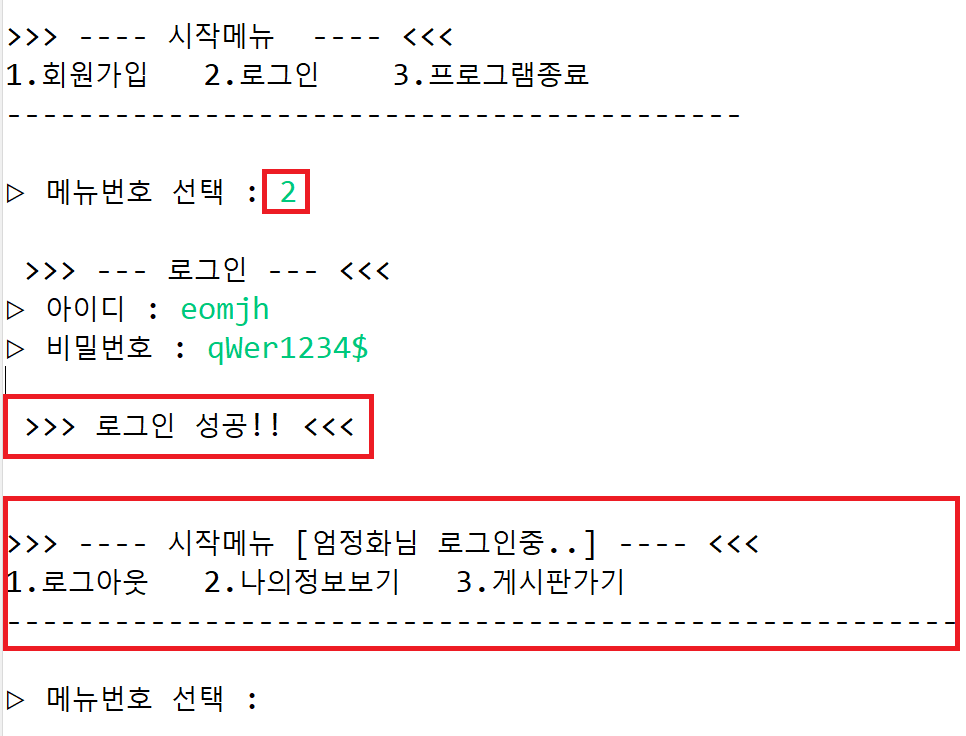 >>> ---- 시작메뉴  ---- <<<
1.회원가입   2.로그인    3.프로그램종료
-----------------------------------------
▷ 메뉴번호 선택 : 2
>>> --- 로그인 --- <<<
▷ 아이디 : eomjh
▷ 비밀번호 : qWer1234$
>>> 로그인 성공!! <<<
>>> ---- 시작메뉴 [엄정화님 로그인중..] ---- <<<
1.로그아웃   2.나의정보보기   3.게시판가기
-----------------------------------------------------
▷ 메뉴번호 선택 :